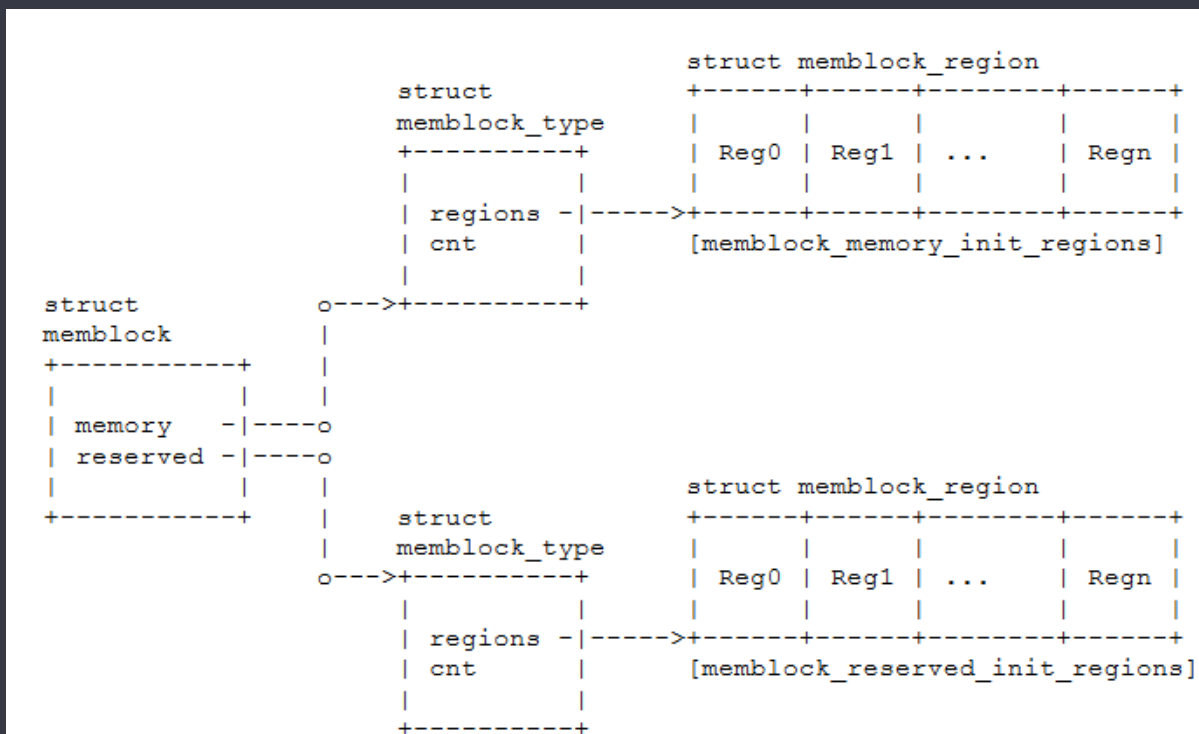 struct memblock_region
struct
memblock_type
Reg0 | Reg1 | ... | Regn
regions
cnt
[memblock_memory_init_regions]
struct
memblock
memory
reserved
struct memblock_region
struct
memblock_type
Reg0 | Reg1 | ... | Regn
regions
cnt
[memblock_reserved_init_regions]